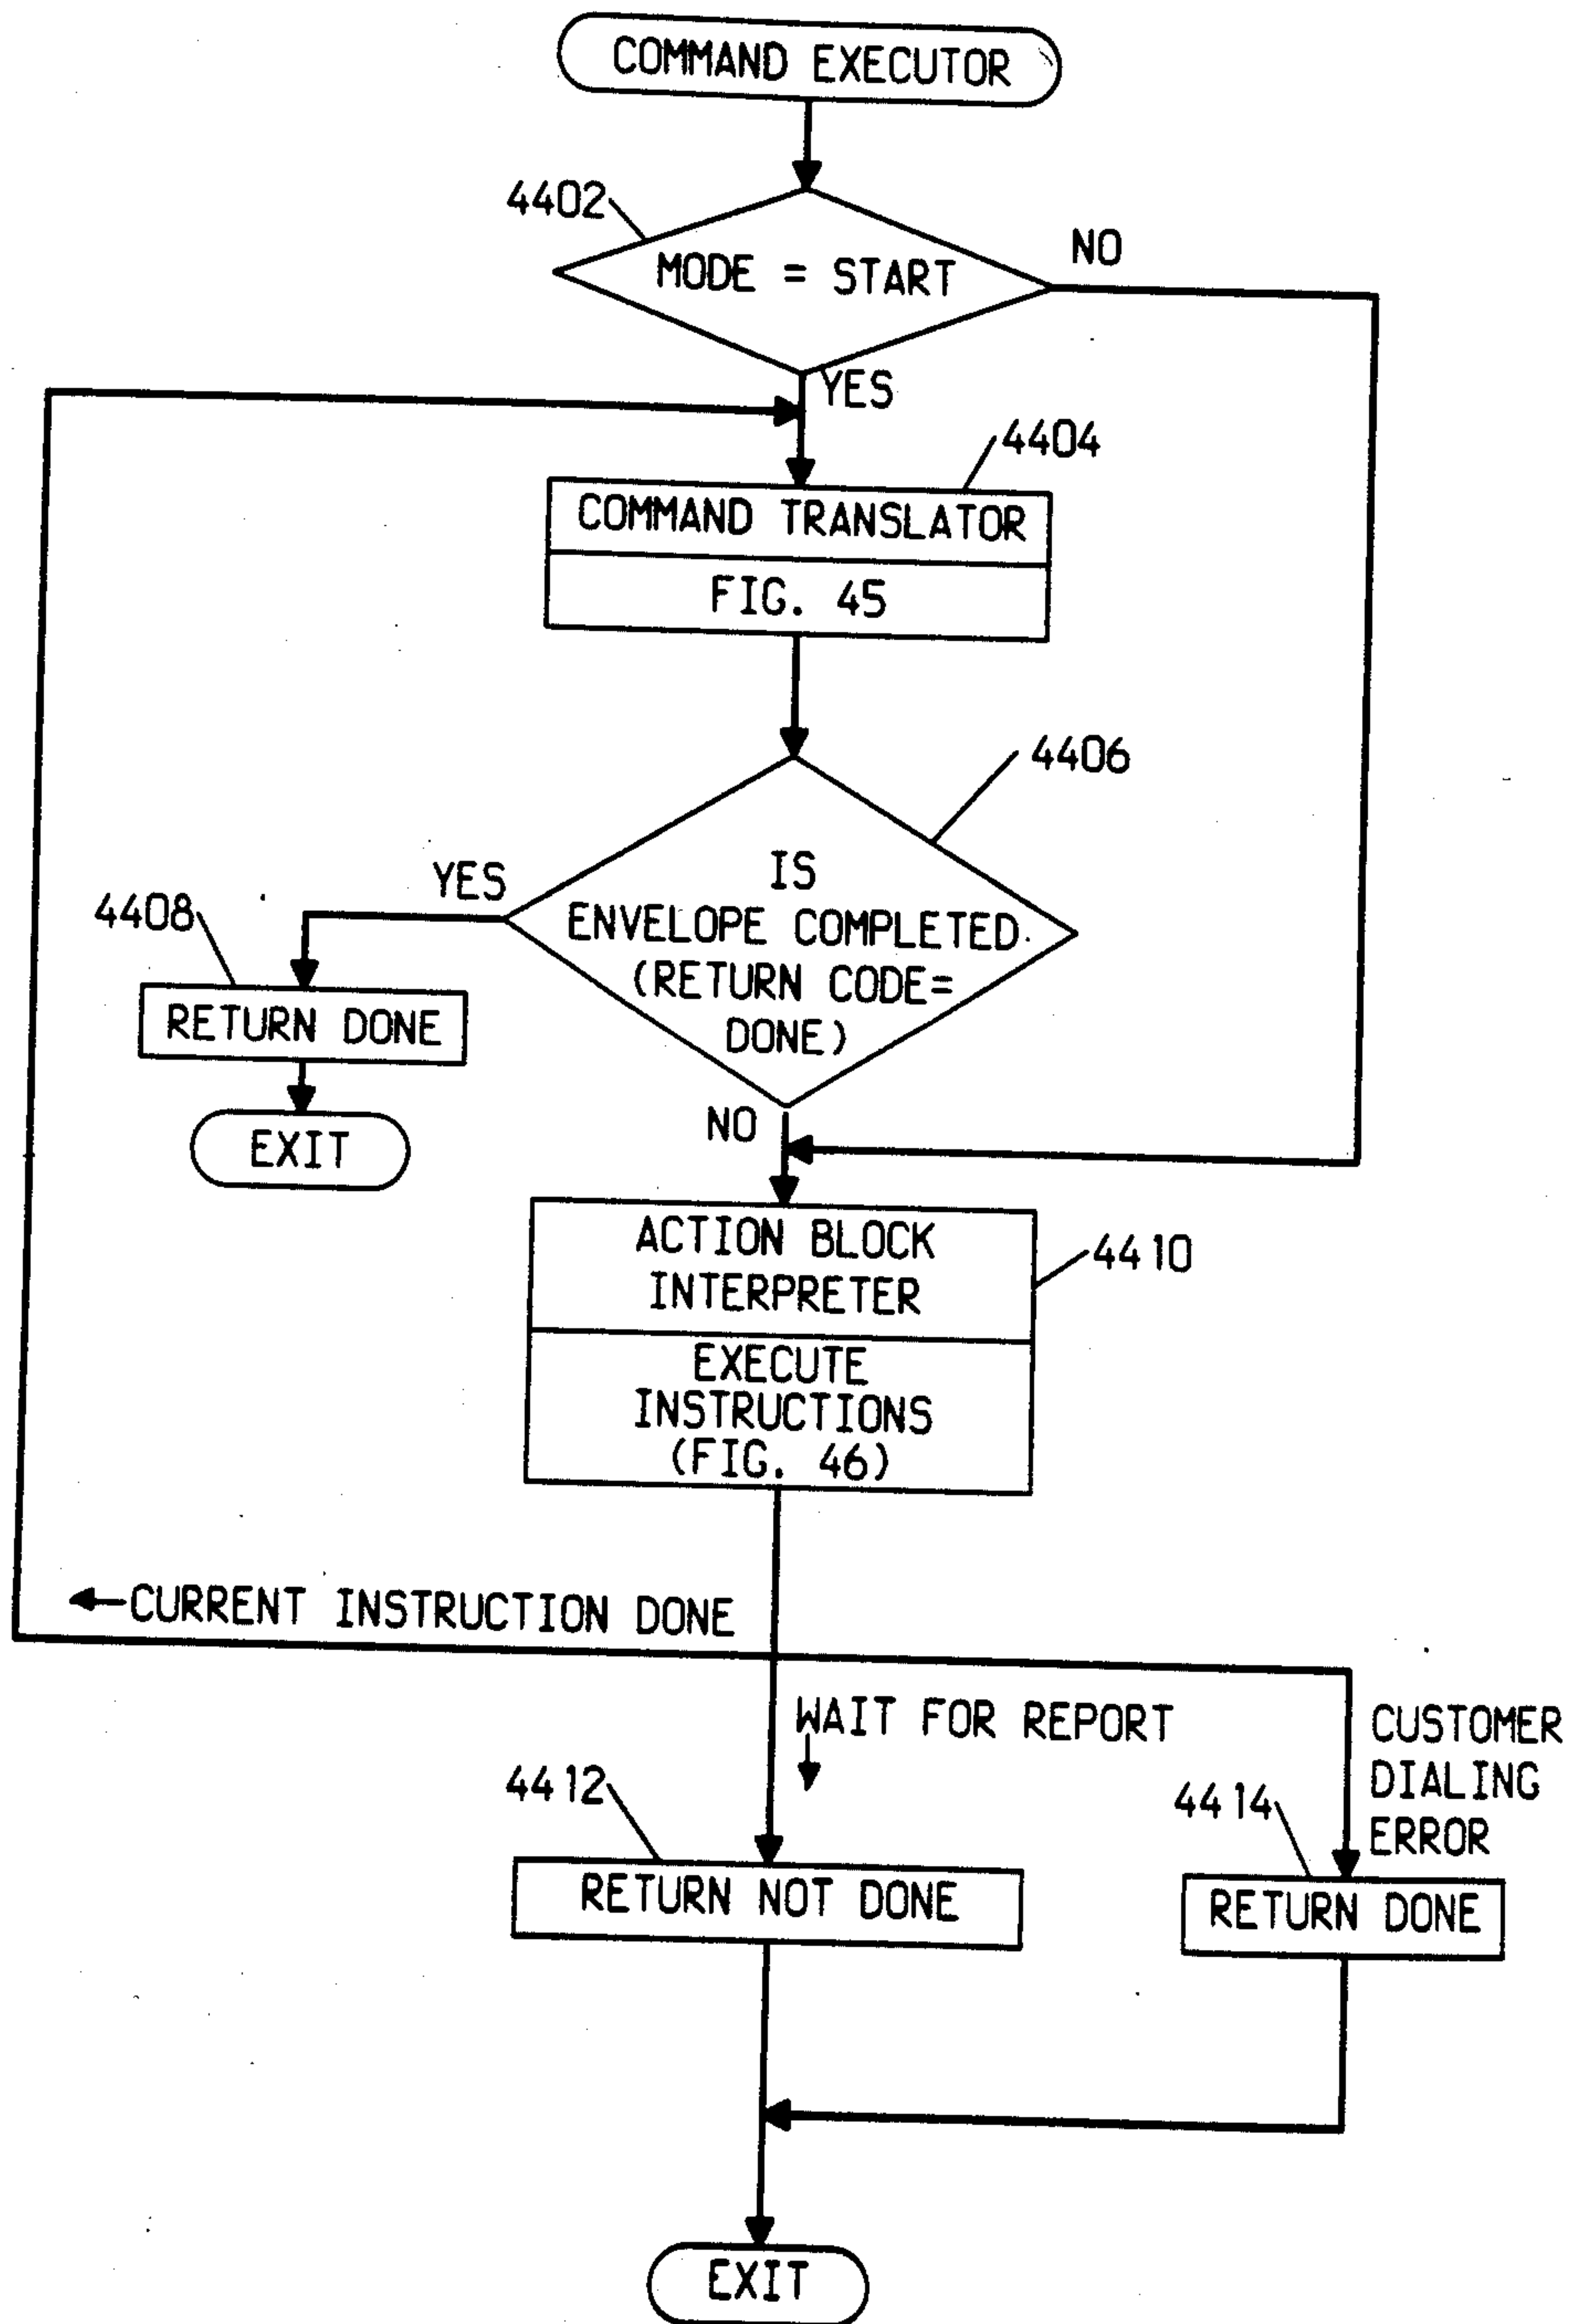 COMMAND EXECUTOR
4402
MODE = START
NO
YES
4404
COMMAND TRANSLATOR
FIG. 45
4406
YES
IS
ENVELOPE COMPLETED
(RETURN CODE=
DONE)
4408
RETURN DONE
EXIT
NO
ACTION BLOCK
INTERPRETER
4410
EXECUTE
INSTRUCTIONS
(FIG. 46)
CURRENT INSTRUCTION DONE
WAIT FOR REPORT
CUSTOMER
DIALING
ERROR
4412
4414
RETURN NOT DONE
RETURN DONE
EXIT